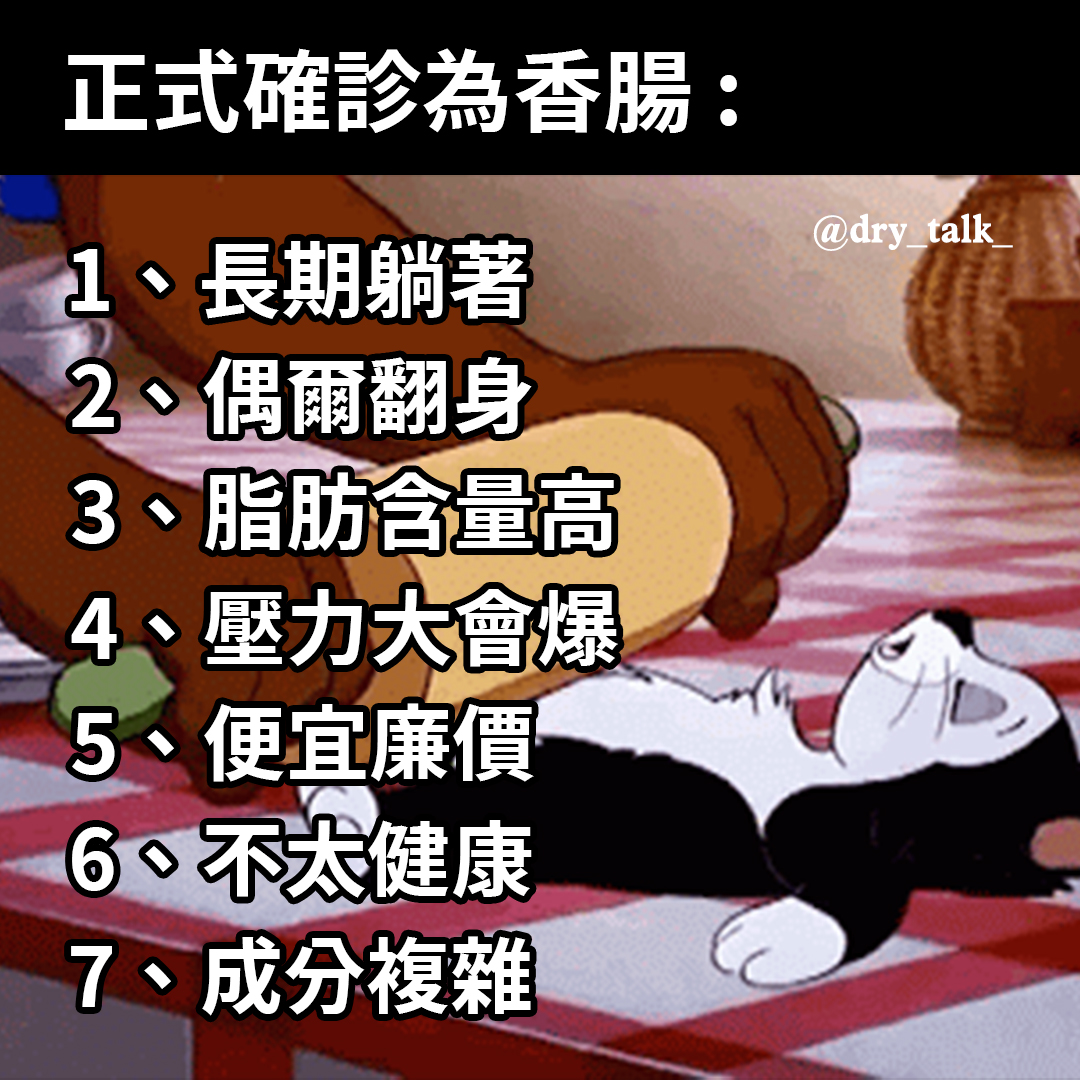 正式確診為香腸：
@dry_talk_
1、長期躺著
2、偶爾翻身
3、脂肪含量高
4、壓力大會爆
5、便宜廉價
6、不太健康
7、成分複雜